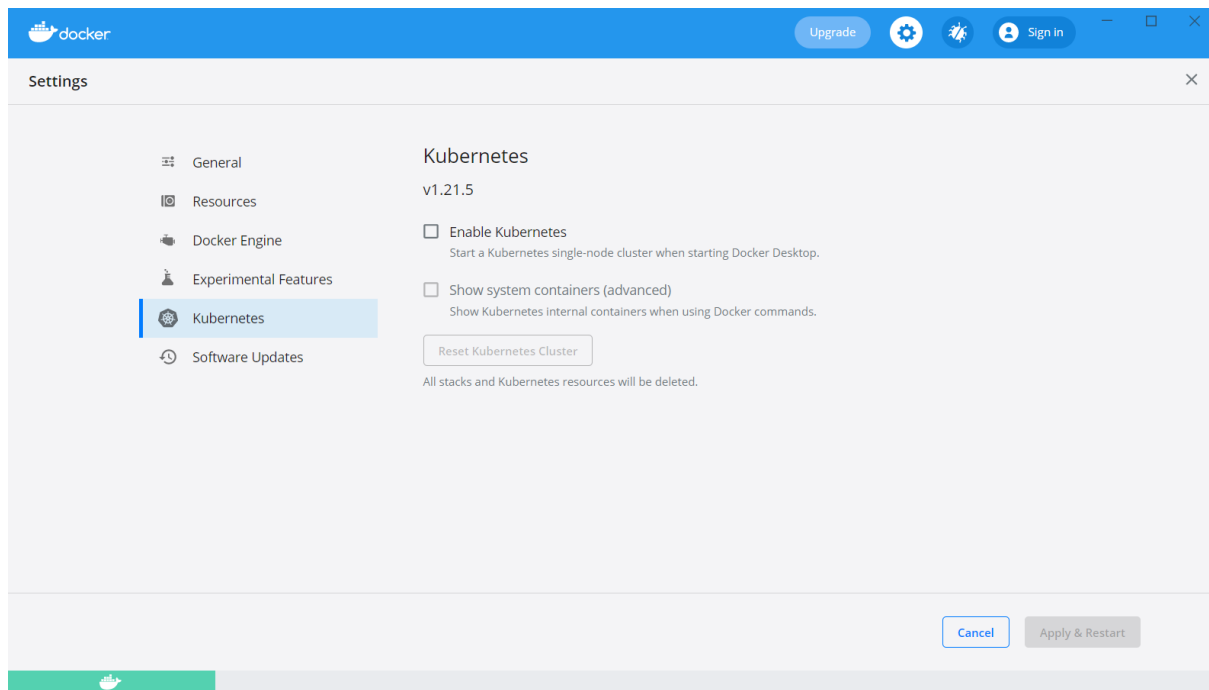 docker
Upgrade
Sign in
Settings
General
Resources
Docker Engine
Experimental Features
Kubernetes
Software Updates
Kubernetes
v1.21.5
Enable Kubernetes
Start a Kubernetes single-node cluster when starting Docker Desktop.
Show system containers (advanced)
Show Kubernetes internal containers when using Docker commands.
Reset Kubernetes Cluster
All stacks and Kubernetes resources will be deleted.
Cancel
Apply & Restart